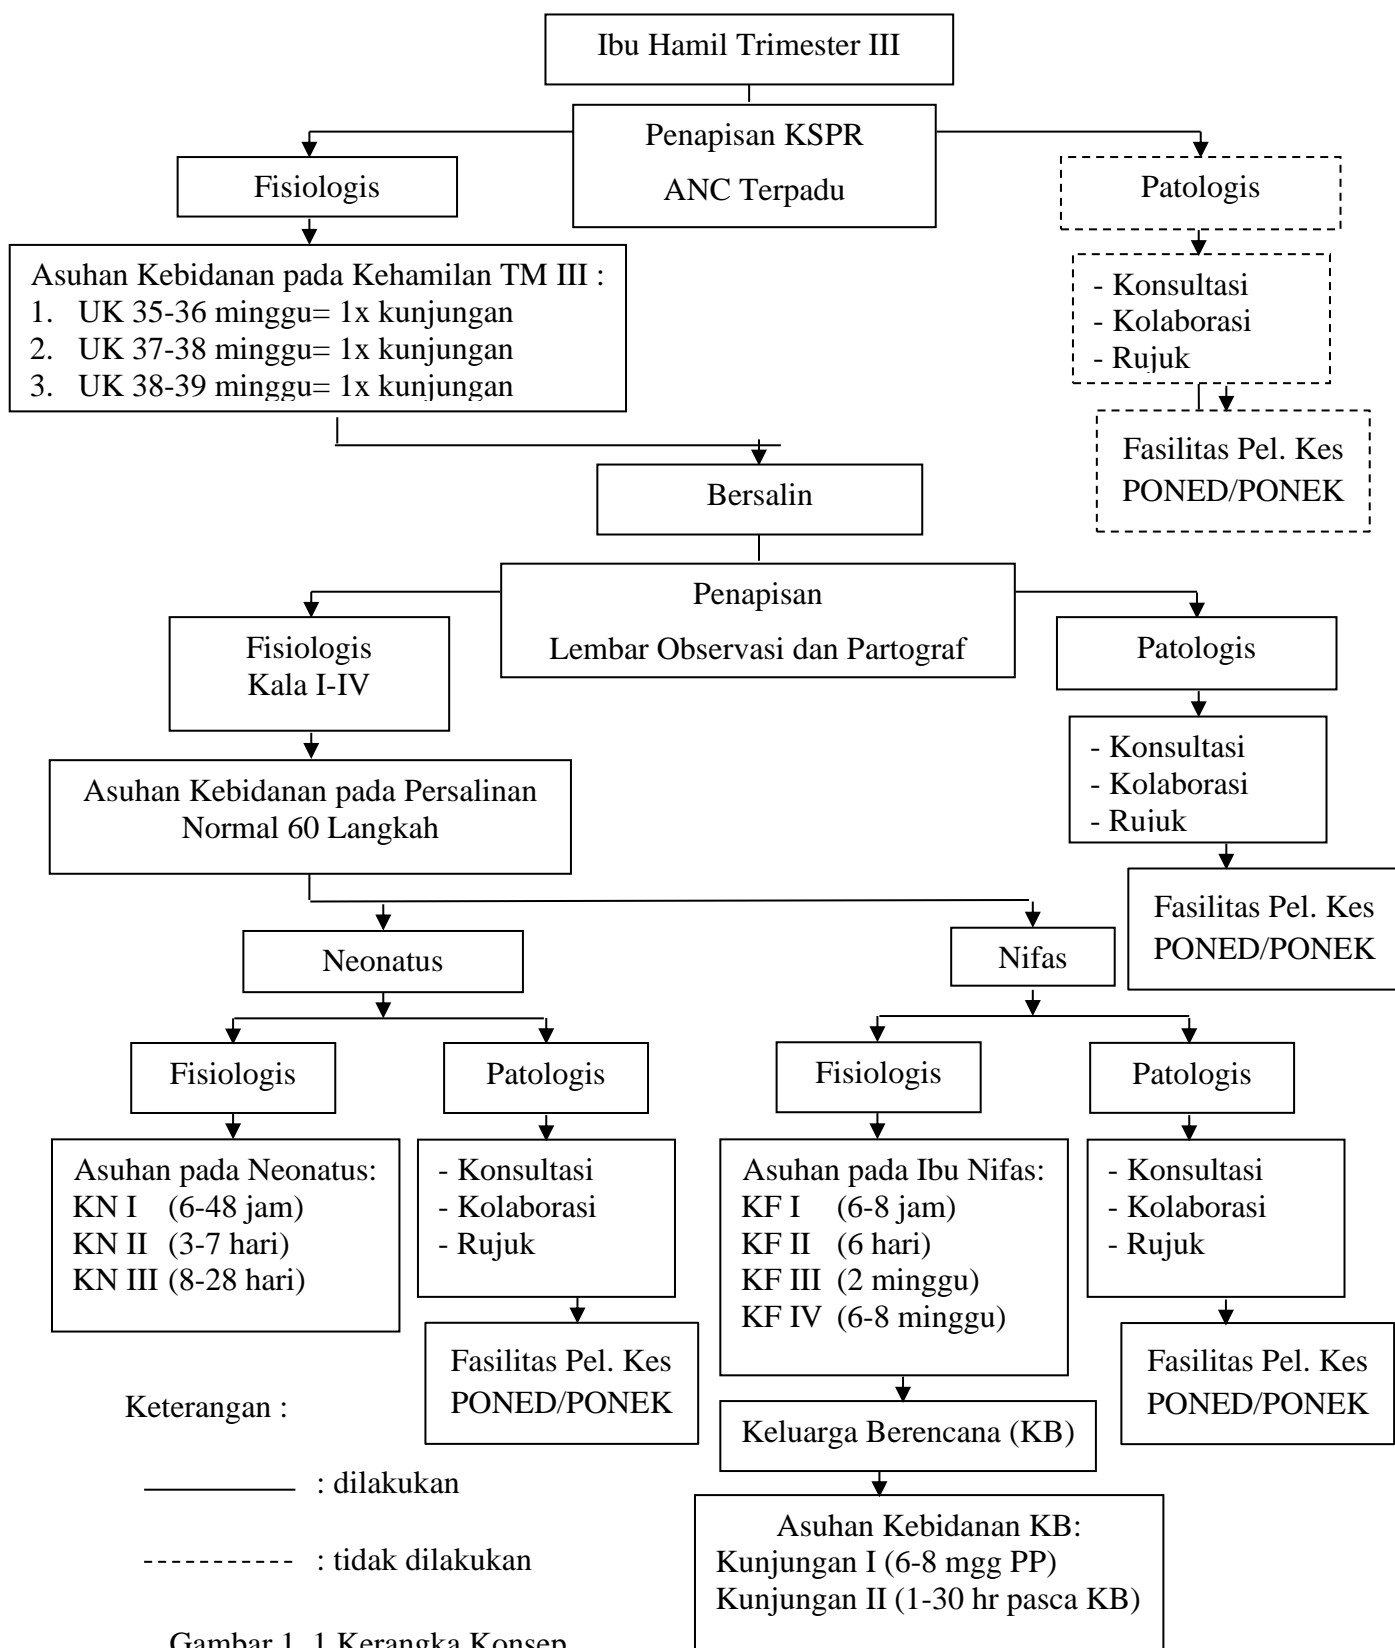 Ibu Hamil Trimester III
Penapisan KSPR
ANC Terpadu
Fisiologis
Patologis
Asuhan Kebidanan pada Kehamilan TM III :
1. UK 35-36 minggu= 1x kunjungan
2. UK 37-38 minggu= 1x kunjungan
3. UK 38-39 minggu= 1x kunjungan
- Konsultasi
- Kolaborasi
- Rujuk
Fasilitas Pel. Kes
PONED/PONEK
Bersalin
Penapisan
Lembar Observasi dan Partograf
Fisiologis
Kala I-IV
Patologis
- Konsultasi
- Kolaborasi
- Rujuk
Asuhan Kebidanan pada Persalinan
Normal 60 Langkah
Fasilitas Pel. Kes
PONED/PONEK
Neonatus
Nifas
Fisiologis
Patologis
Fisiologis
Patologis
Asuhan pada Neonatus:
KN I (6-48 jam)
KN II (3-7 hari)
KN III (8-28 hari)
- Konsultasi
- Kolaborasi
- Rujuk
Asuhan pada Ibu Nifas:
KF I (6-8 jam)
KF II (6 hari)
KF III (2 minggu)
KF IV (6-8 minggu)
- Konsultasi
- Kolaborasi
- Rujuk
Fasilitas Pel. Kes
PONED/PONEK
Fasilitas Pel. Kes
PONED/PONEK
Keluarga Berencana (KB)
Asuhan Kebidanan KB:
Kunjungan I (6-8 mgg PP)
Kunjungan II (1-30 hr pasca KB)
Keterangan :
: dilakukan
: tidak dilakukan
Gambar 1. 1 Kerangka Konsep